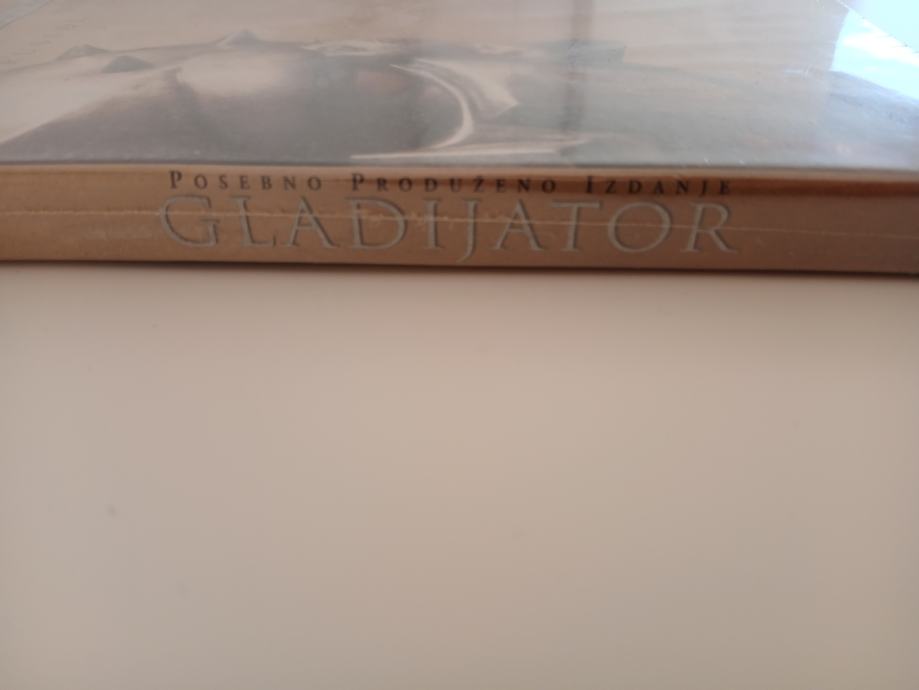 POSEBNO PRODUŽENO IZDANJE
GLADIJATOR